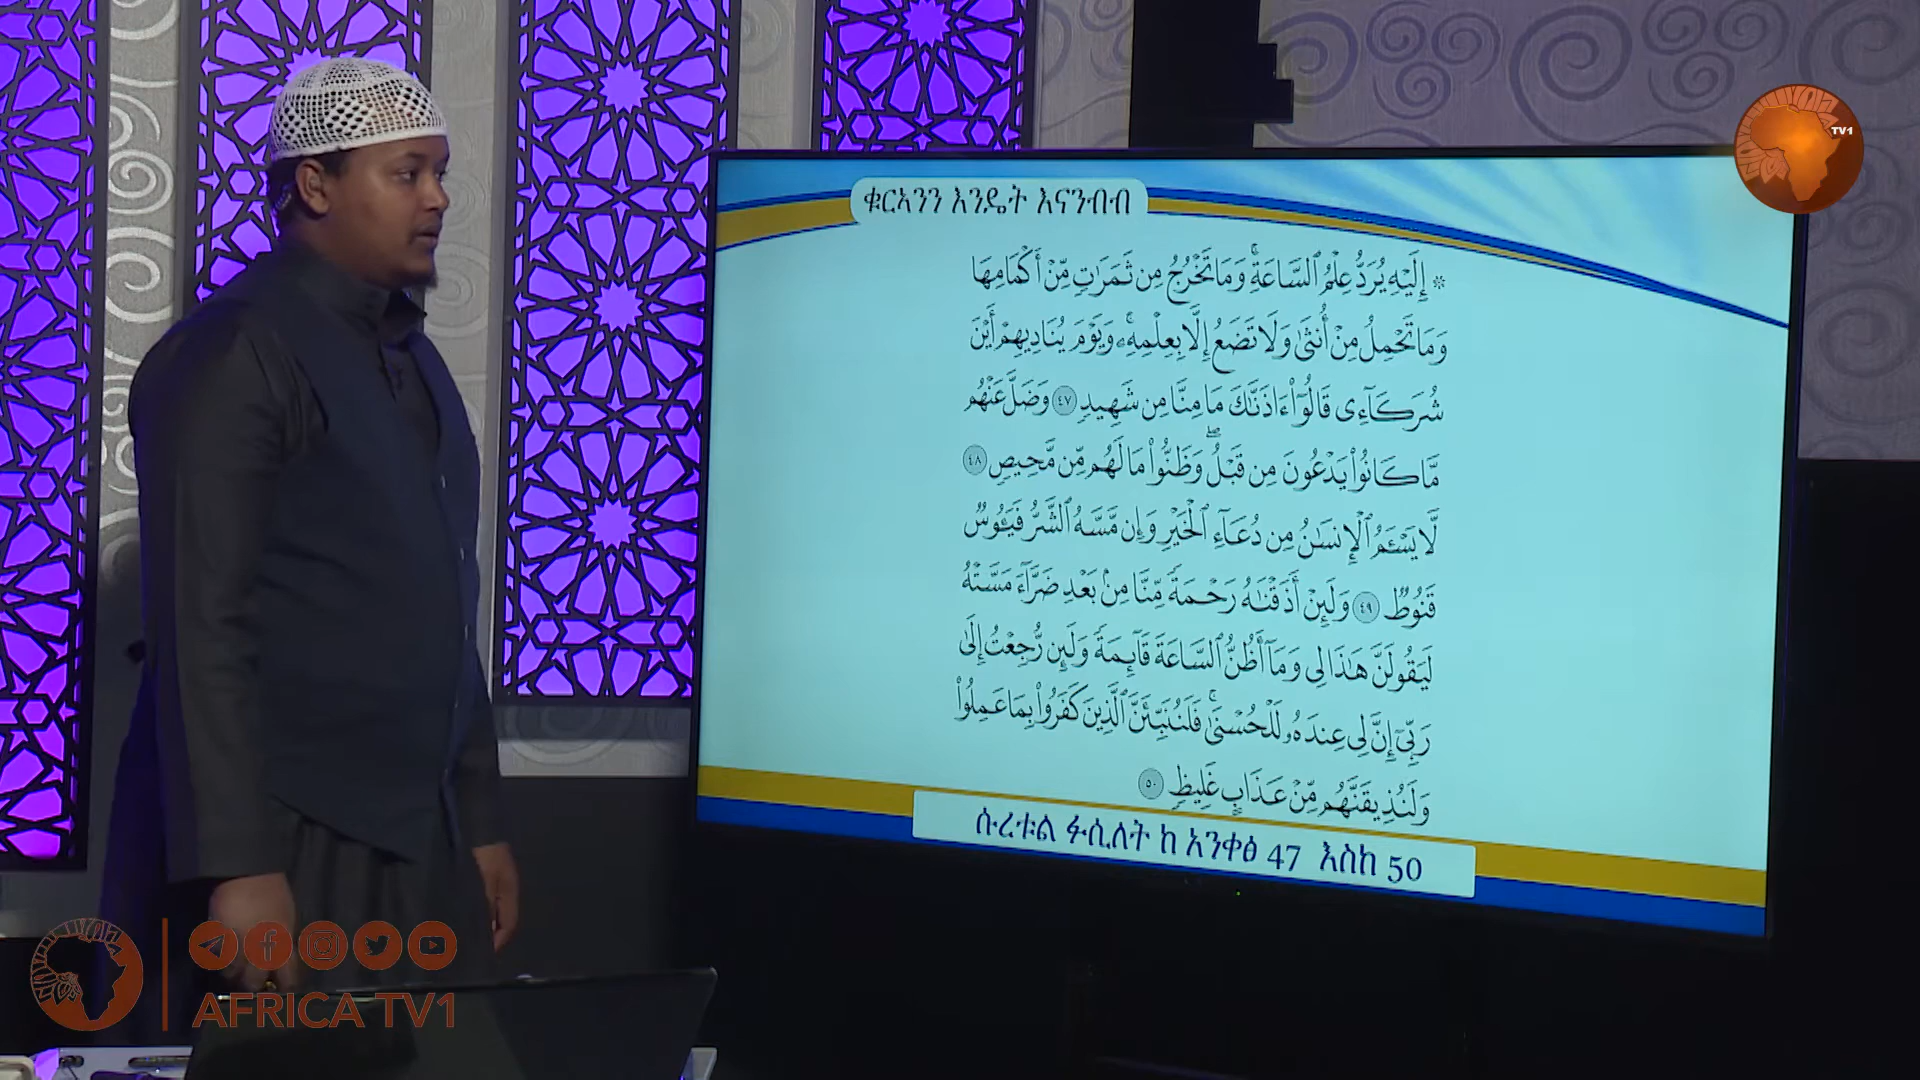 TV1
ቁርአንን እንዴት እናንብብ
۞ إِلَيْهِ يُرَدُّ عِلْمُ ٱلسَّاعَةِۚ وَمَا تَخْرُجُ مِن ثَمَرَٰتٍ مِّنْ أَكْمَامِهَا
وَمَا تَحْمِلُ مِنْ أُنثَىٰ وَلَا تَضَعُ إِلَّا بِعِلْمِهِۦۚ وَيَوْمَ يُنَادِيهِمْ أَيْنَ
شُرَكَآءِى قَالُوٓا۟ ءَاذَنَّٰكَ مَا مِنَّا مِن شَهِيدٍ ٤٧ وَضَلَّ عَنْهُم
مَّا كَانُوا۟ يَدْعُونَ مِن قَبْلُۖ وَظَنُّوا۟ مَا لَهُم مِّن مَّحِيصٍ ٤٨
لَّا يَسْـَٔمُ ٱلْإِنسَٰنُ مِن دُعَآءِ ٱلْخَيْرِ وَإِن مَّسَّهُ ٱلشَّرُّ فَيَـُٔوسٌ
قَنُوطٌ ٤٩ وَلَئِنْ أَذَقْنَٰهُ رَحْمَةً مِّنَّا مِنۢ بَعْدِ ضَرَّآءَ مَسَّتْهُ
لَيَقُولَنَّ هَٰذَا لِى وَمَآ أَظُنُّ ٱلسَّاعَةَ قَآئِمَةً وَلَئِن رُّجِعْتُ إِلَىٰ
رَبِّىٓ إِنَّ لِى عِندَهُۥ لَلْحُسْنَىٰۚ فَلَنُنَبِّئَنَّ ٱلَّذِينَ كَفَرُوا۟ بِمَا عَمِلُوا۟
وَلَنُذِيقَنَّهُم مِّنْ عَذَابٍ غَلِيظٍ ٥٠
ሱረቱል ፉሲለት ከ አንቀፅ 47 እስከ 50
AFRICA TV1